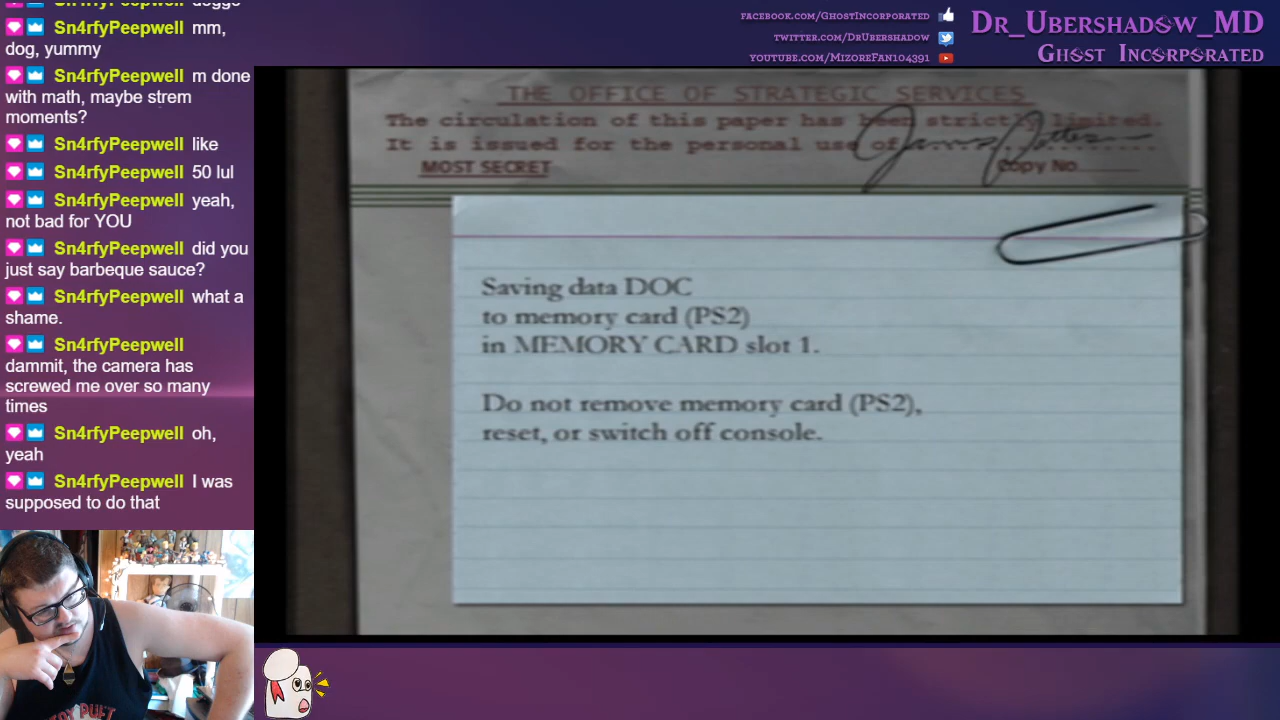 doggo
Sn4rfyPeepwell mm,
dog, yummy
Sn4rfyPeepwell m done
with math, maybe strem
moments?
Sn4rfyPeepwell like
Sn4rfyPeepwell 50 lul
Sn4rfyPeepwell yeah,
not bad for YOU
Sn4rfyPeepwell did you
just say barbeque sauce?
Sn4rfyPeepwell what a
shame.
Sn4rfyPeepwell
dammit, the camera has
screwed me over so many
times
Sn4rfyPeepwell oh,
yeah
Sn4rfyPeepwell I was
supposed to do that
facebook.com/GhostIncorporated
twitter.com/DrUbershadow
youtube.com/MizoreFan104391
Dr_Ubershadow_MD
Ghost Incorporated
THE OFFICE OF STRATEGIC SERVICES
The circulation of this paper has been strictly limited.
It is issued for the personal use of
MOST SECRET
Copy No
Saving data DOC
to memory card (PS2)
in MEMORY CARD slot 1.
Do not remove memory card (PS2),
reset, or switch off console.